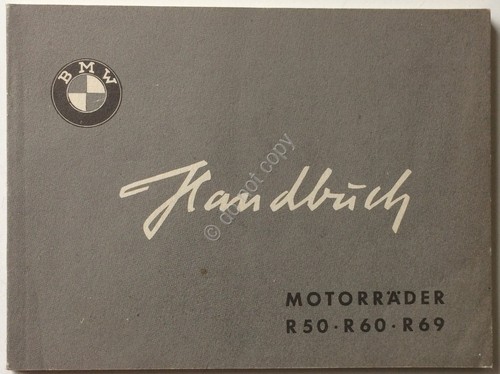 BMW
Handbuch
© do not copy
MOTORRÄDER
R50·R60·R69